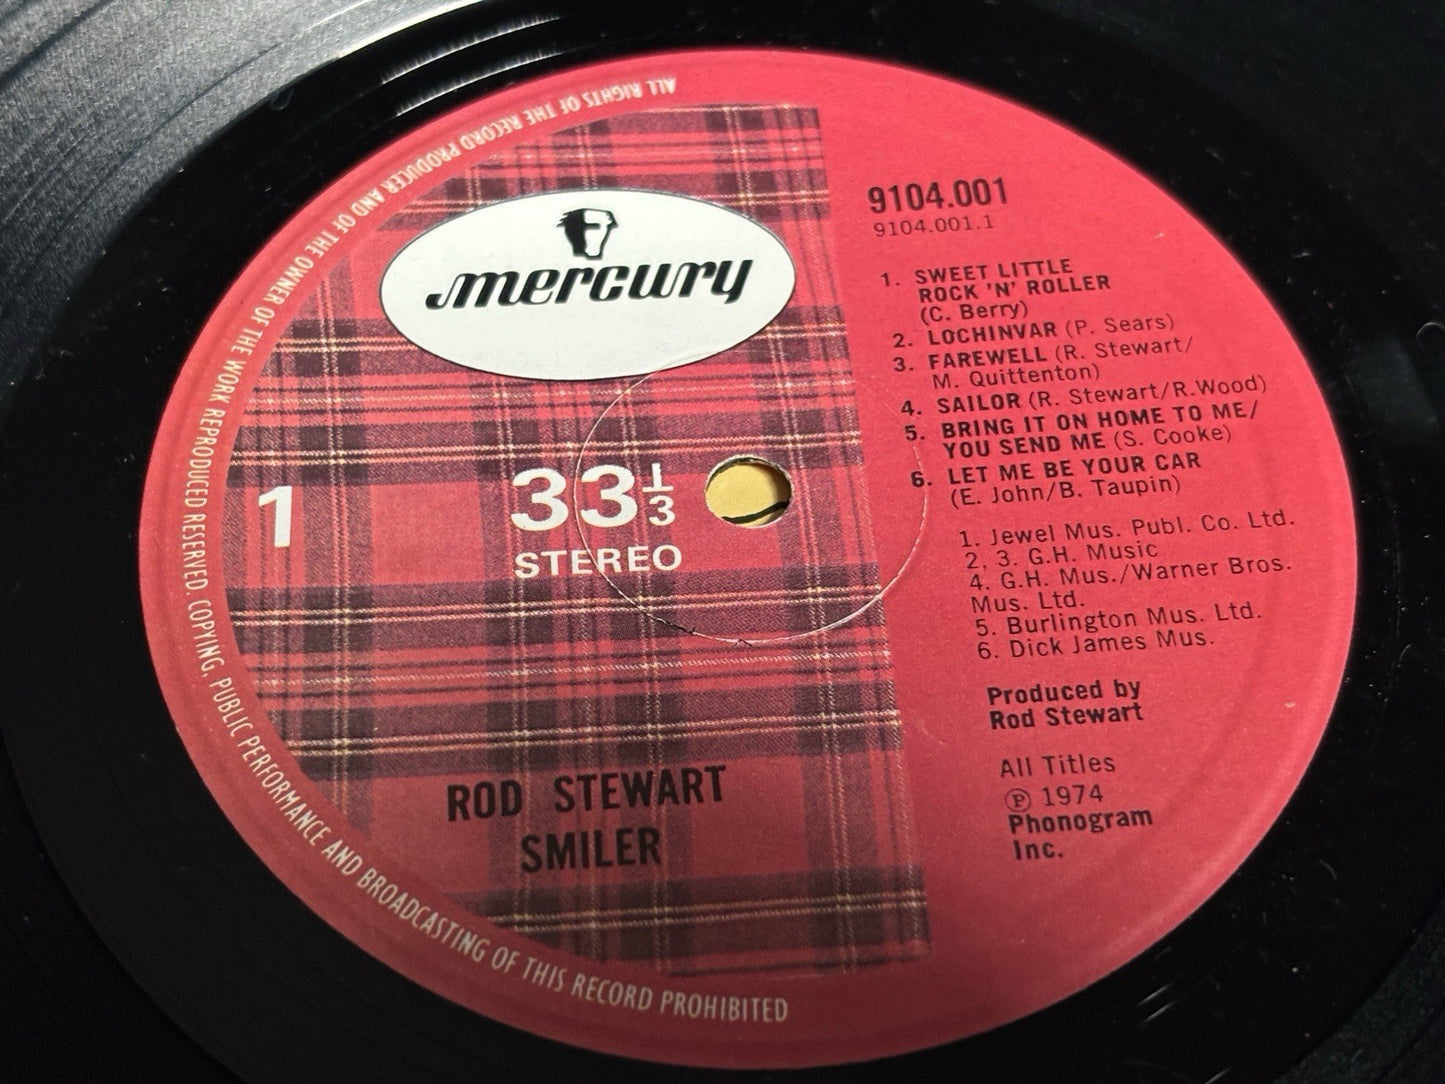 ALL RIGHTS OF THE RECORD PRODUCER AND OF THE OWNER OF THE WORK REPRODUCED RESERVED. COPYING, PUBLIC PERFORMANCE AND BROADCASTING OF THIS RECORD PROHIBITED
mercury
1
33 1/3
STEREO
ROD STEWART
SMILER
9104.001
9104.001.1
1. SWEET LITTLE
ROCK 'N' ROLLER
(C. Berry)
2. LOCHINVAR (P. Sears)
3. FAREWELL (R. Stewart/
M. Quittenton)
4. SAILOR (R. Stewart/R.Wood)
5. BRING IT ON HOME TO ME/
YOU SEND ME (S. Cooke)
6. LET ME BE YOUR CAR
(E. John/B. Taupin)
1. Jewel Mus. Publ. Co. Ltd.
2, 3. G.H. Music
4. G.H. Mus./Warner Bros.
Mus. Ltd.
5. Burlington Mus. Ltd.
6. Dick James Mus.
Produced by
Rod Stewart
All Titles
℗ 1974
Phonogram
Inc.